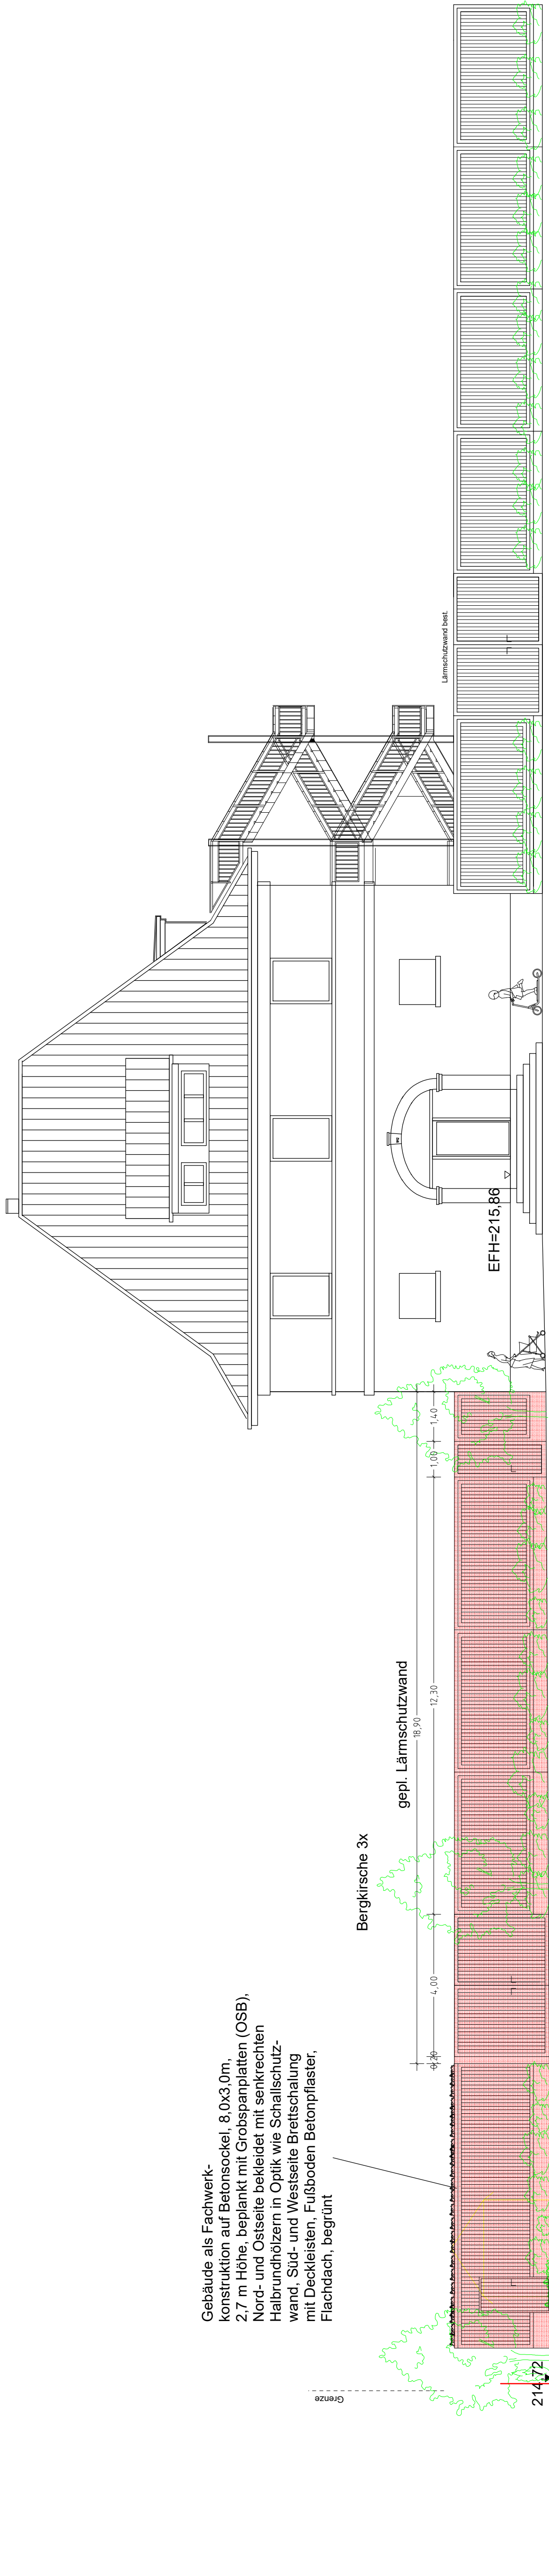 Gebäude als Fachwerk-
konstruktion auf Betonsockel, 8,0x3,0m,
2,7 m Höhe, beplankt mit Grobspanplatten (OSB),
Nord- und Ostseite bekleidet mit senkrechten
Halbrundhölzern in Optik wie Schallschutz-
wand, Süd- und Westseite Brettschalung
mit Deckleisten, Fußboden Betonpflaster,
Flachdach, begrünt
Grenze
Bergkirsche 3x
gepl. Lärmschutzwand
18,90
0,20
4,00
12,30
1,00
1,40
Lärmschutzwand best.
EFH=215,86
214,72